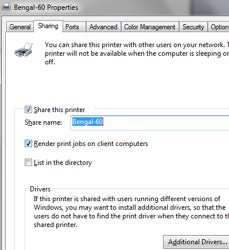 Bengal-60 Properties
General Sharing Ports Advanced Color Management Security Option
You can share this printer with other users on your network.
printer will not be available when the computer is sleeping or
off.
Share this printer
Share name: Bengal-60
Render print jobs on client computers
List in the directory
Drivers
If this printer is shared with users running different versions of
Windows, you may want to install additional drivers, so that the
users do not have to find the print driver when they connect to the
shared printer.
Additional Drivers...